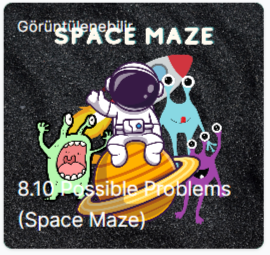 Görüntülenebilir
SPACE MAZE
8.10 Possible Problems
(Space Maze)